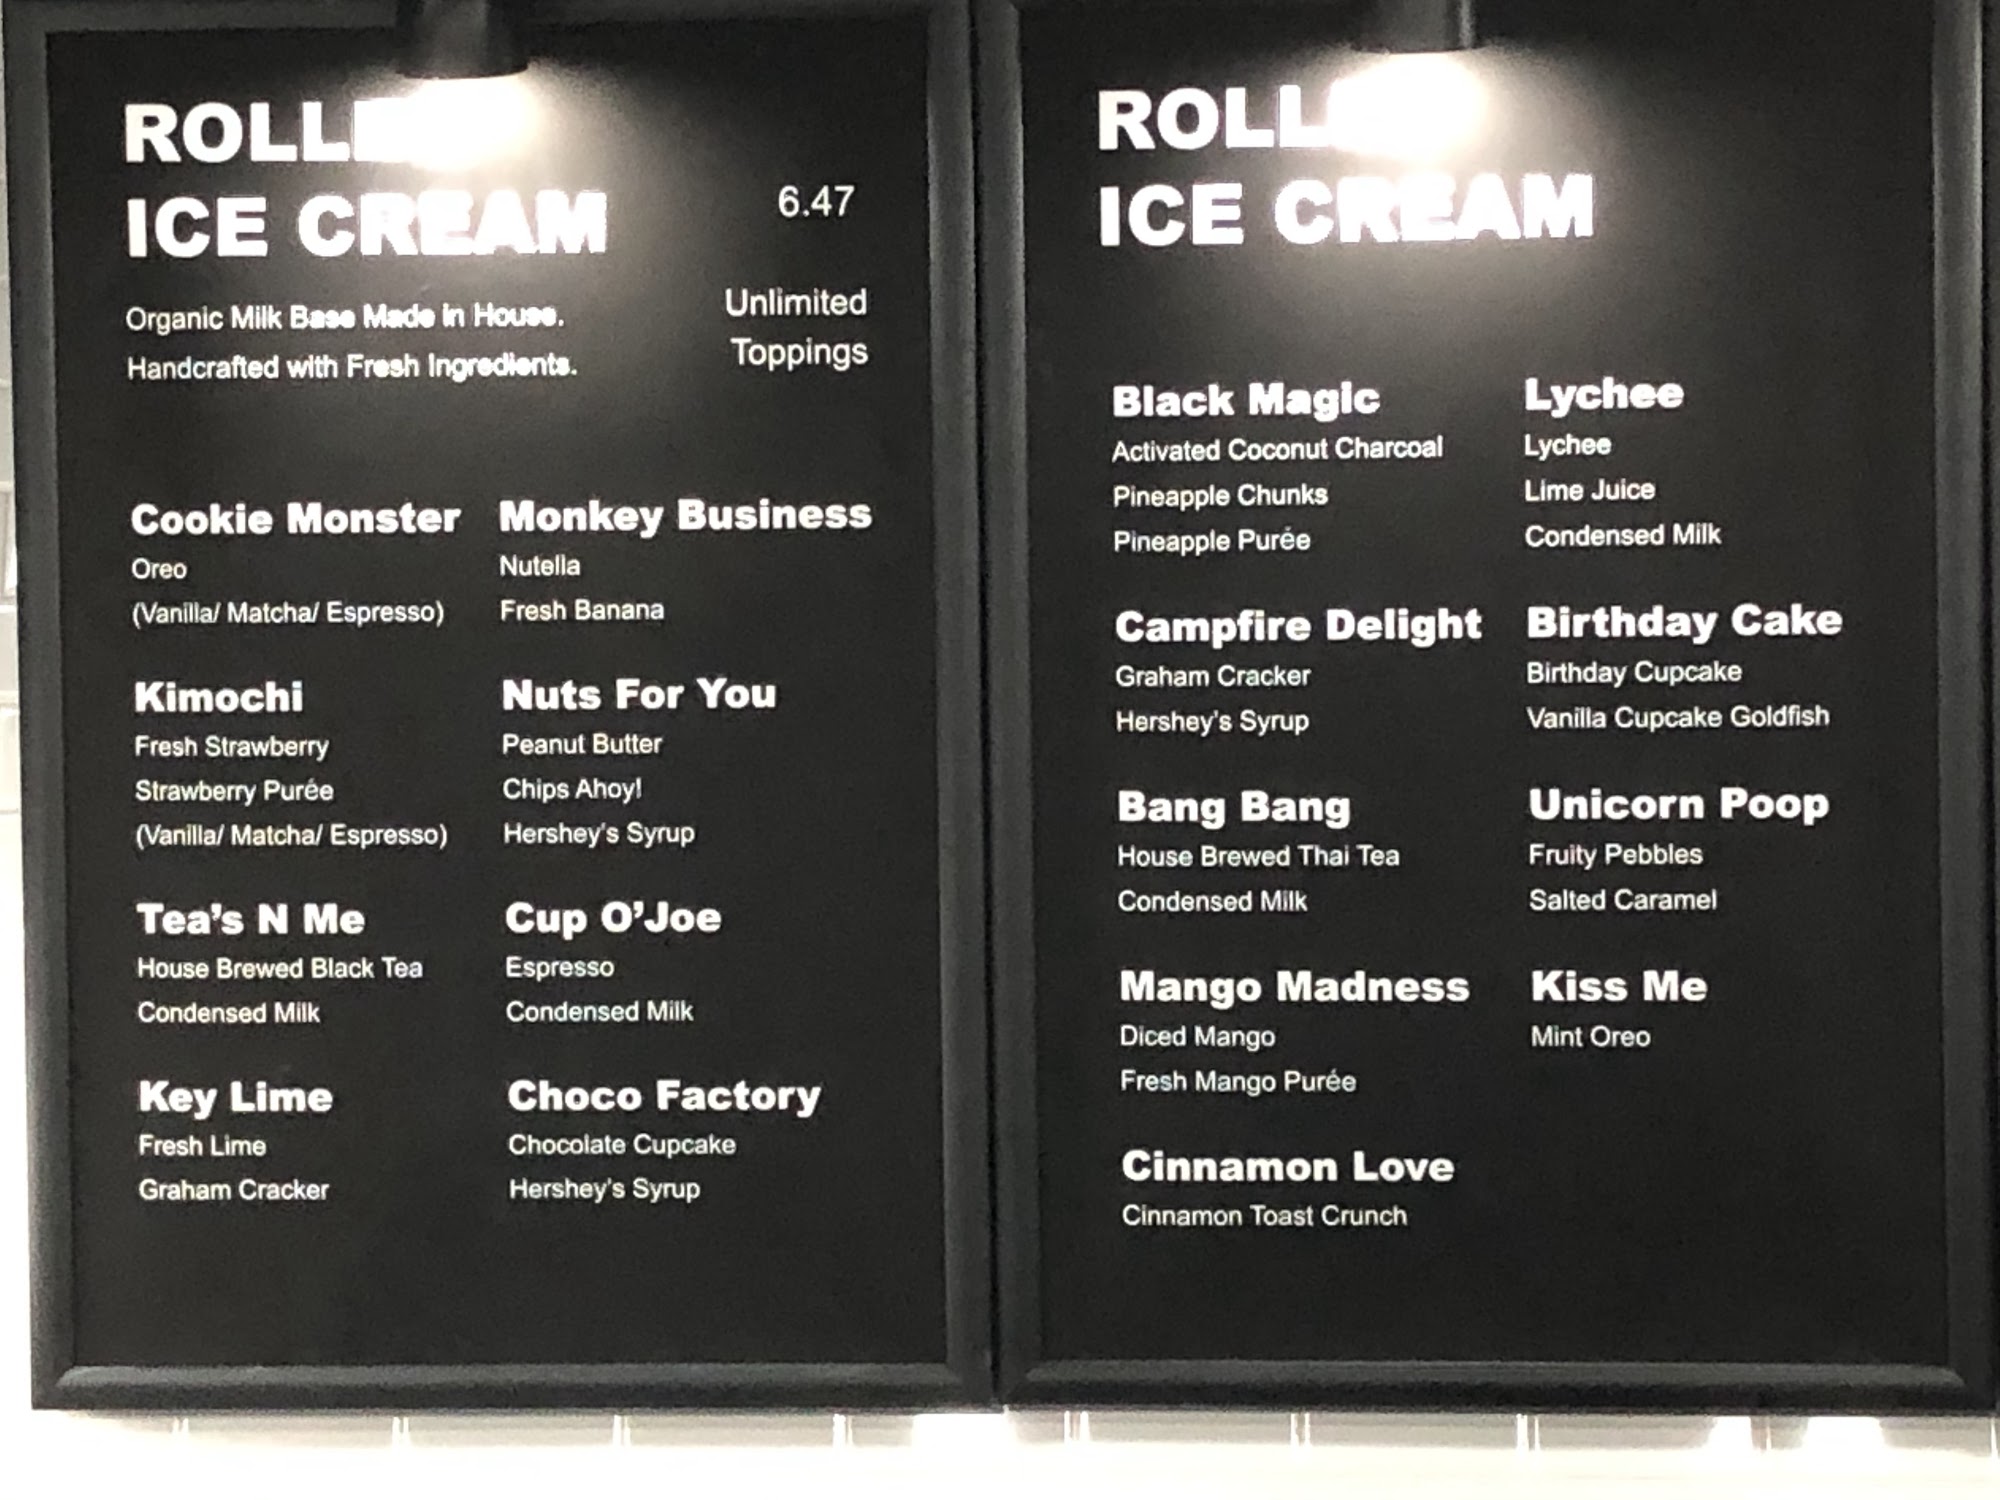 ROLL
ICE CREAM
6.47
Organic Milk Base Made in House.
Handcrafted with Fresh Ingredients.
Unlimited
Toppings
Cookie Monster
Oreo
(Vanilla/ Matcha/ Espresso)
Kimochi
Fresh Strawberry
Strawberry Purée
(Vanilla/ Matcha/ Espresso)
Tea's N Me
House Brewed Black Tea
Condensed Milk
Key Lime
Fresh Lime
Graham Cracker
Monkey Business
Nutella
Fresh Banana
Nuts For You
Peanut Butter
Chips Ahoy!
Hershey's Syrup
Cup O'Joe
Espresso
Condensed Milk
Choco Factory
Chocolate Cupcake
Hershey's Syrup
ROLL
ICE CREAM
Black Magic
Activated Coconut Charcoal
Pineapple Chunks
Pineapple Purée
Campfire Delight
Graham Cracker
Hershey's Syrup
Bang Bang
House Brewed Thai Tea
Condensed Milk
Mango Madness
Diced Mango
Fresh Mango Purée
Cinnamon Love
Cinnamon Toast Crunch
Lychee
Lychee
Lime Juice
Condensed Milk
Birthday Cake
Birthday Cupcake
Vanilla Cupcake Goldfish
Unicorn Poop
Fruity Pebbles
Salted Caramel
Kiss Me
Mint Oreo